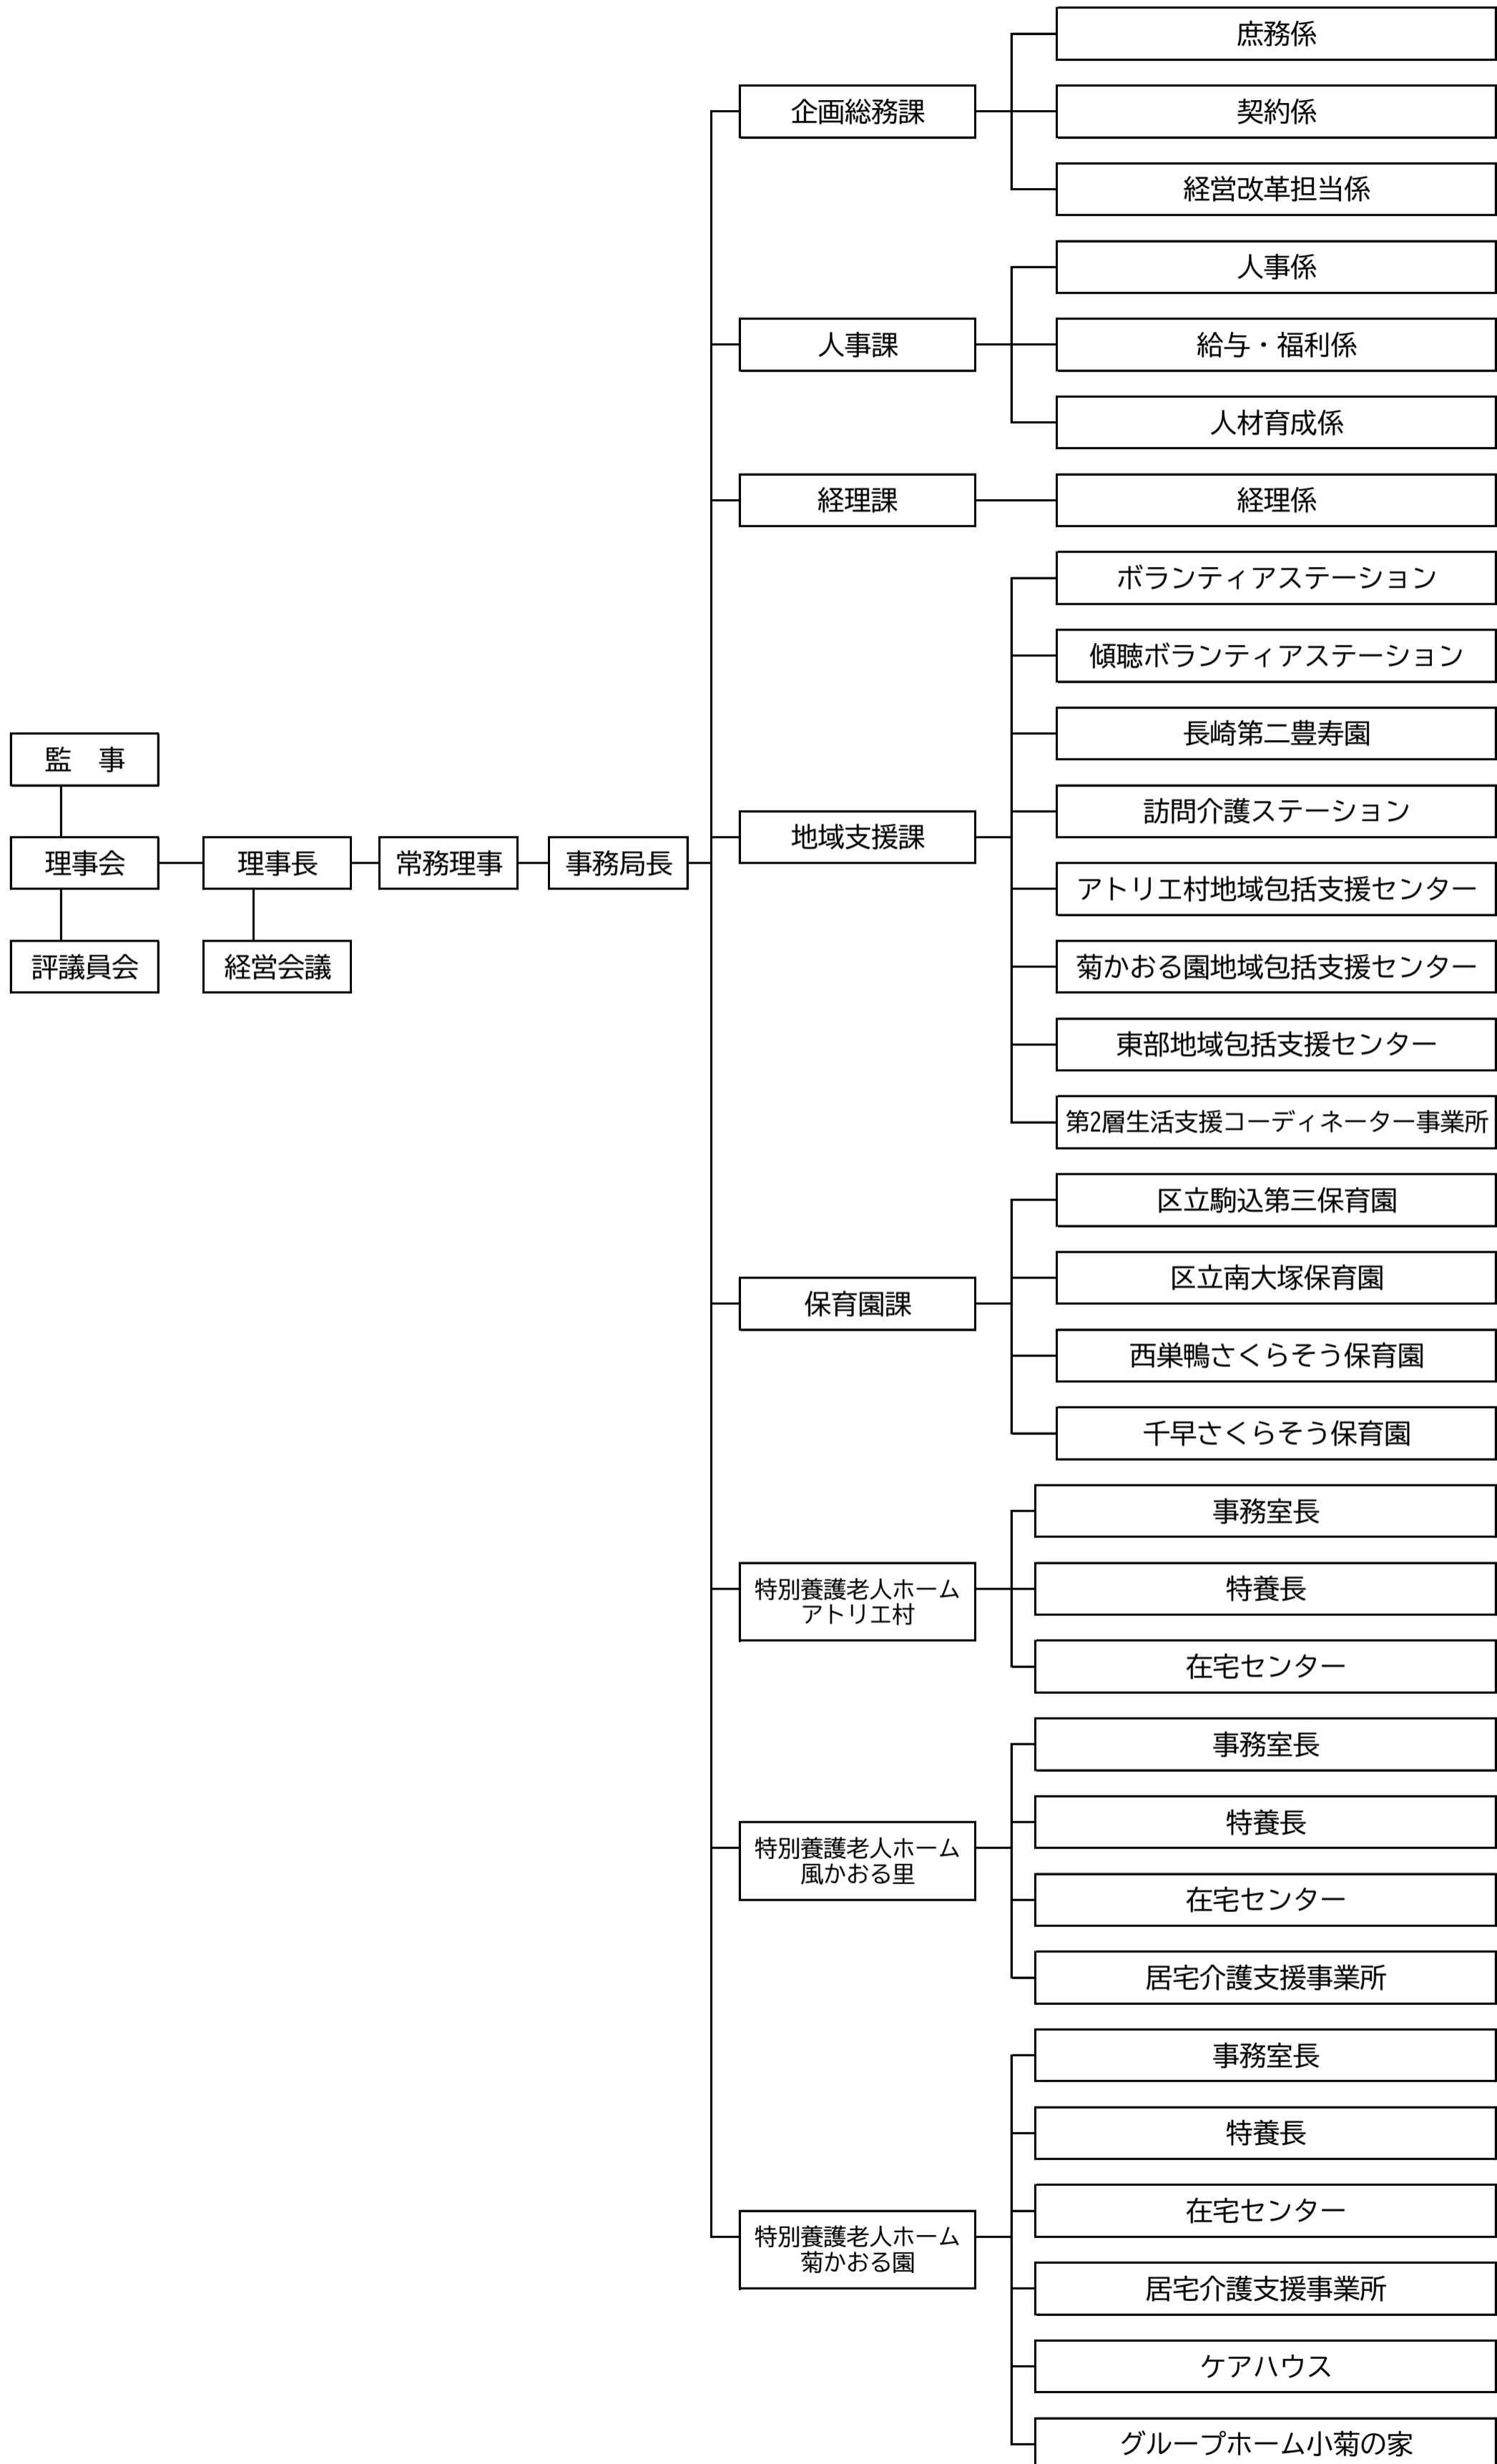 監　事
理事会
評議員会
理事長
経営会議
常務理事
事務局長
企画総務課
庶務係
契約係
経営改革担当係
人事課
人事係
給与・福利係
人材育成係
経理課
経理係
地域支援課
ボランティアステーション
傾聴ボランティアステーション
長崎第二豊寿園
訪問介護ステーション
アトリエ村地域包括支援センター
菊かおる園地域包括支援センター
東部地域包括支援センター
第2層生活支援コーディネーター事業所
保育園課
区立駒込第三保育園
区立南大塚保育園
西巣鴨さくらそう保育園
千早さくらそう保育園
特別養護老人ホーム
アトリエ村
事務室長
特養長
在宅センター
特別養護老人ホーム
風かおる里
事務室長
特養長
在宅センター
居宅介護支援事業所
特別養護老人ホーム
菊かおる園
事務室長
特養長
在宅センター
居宅介護支援事業所
ケアハウス
グループホーム小菊の家